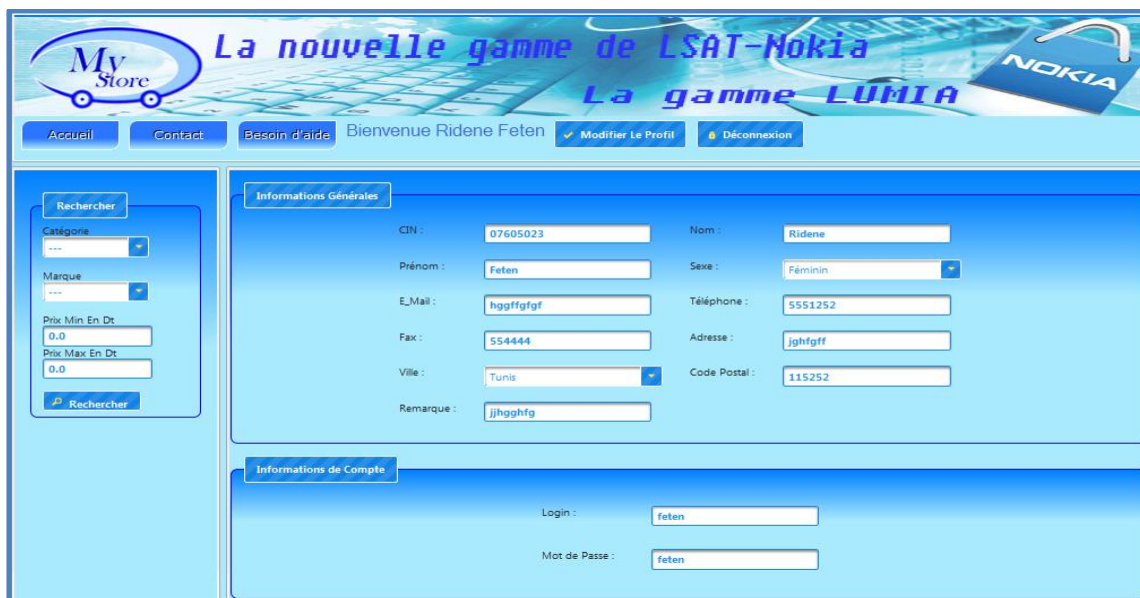 My Store
La nouvelle gamme de LSAT-Nokia
La gamme LUMIA
NOKIA
Accueil Contact Besoin d'aide Bienvenue Ridene Feten Modifier Le Profil Déconnexion
Rechercher
Catégorie
---
Marque
---
Prix Min En Dt
0.0
Prix Max En Dt
0.0
Rechercher
Informations Générales
CIN : 07605023 Nom : Ridene
Prénom : Feten Sexe : Féminin
E_Mail : hggffgfgf Téléphone : 5551252
Fax : 554444 Adresse : jghfgff
Ville : Tunis Code Postal : 115252
Remarque : jjhgghfg
Informations de Compte
Login : feten
Mot de Passe : feten